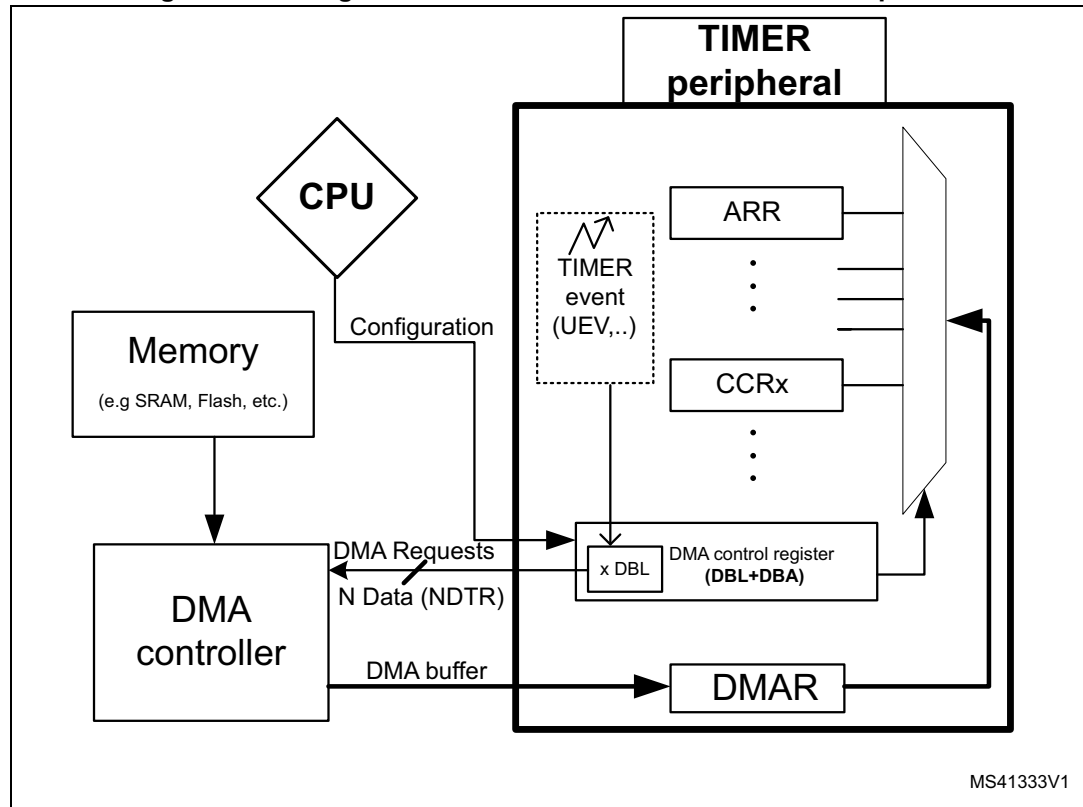 TIMER
peripheral
CPU
ARR
TIMER
event
(UEV,..)
Configuration
Memory
(e.g SRAM, Flash, etc.)
CCRx
DMA Requests
x DBL
DMA control register
(DBL+DBA)
N Data (NDTR)
DMA
controller
DMA buffer
DMAR
MS41333V1